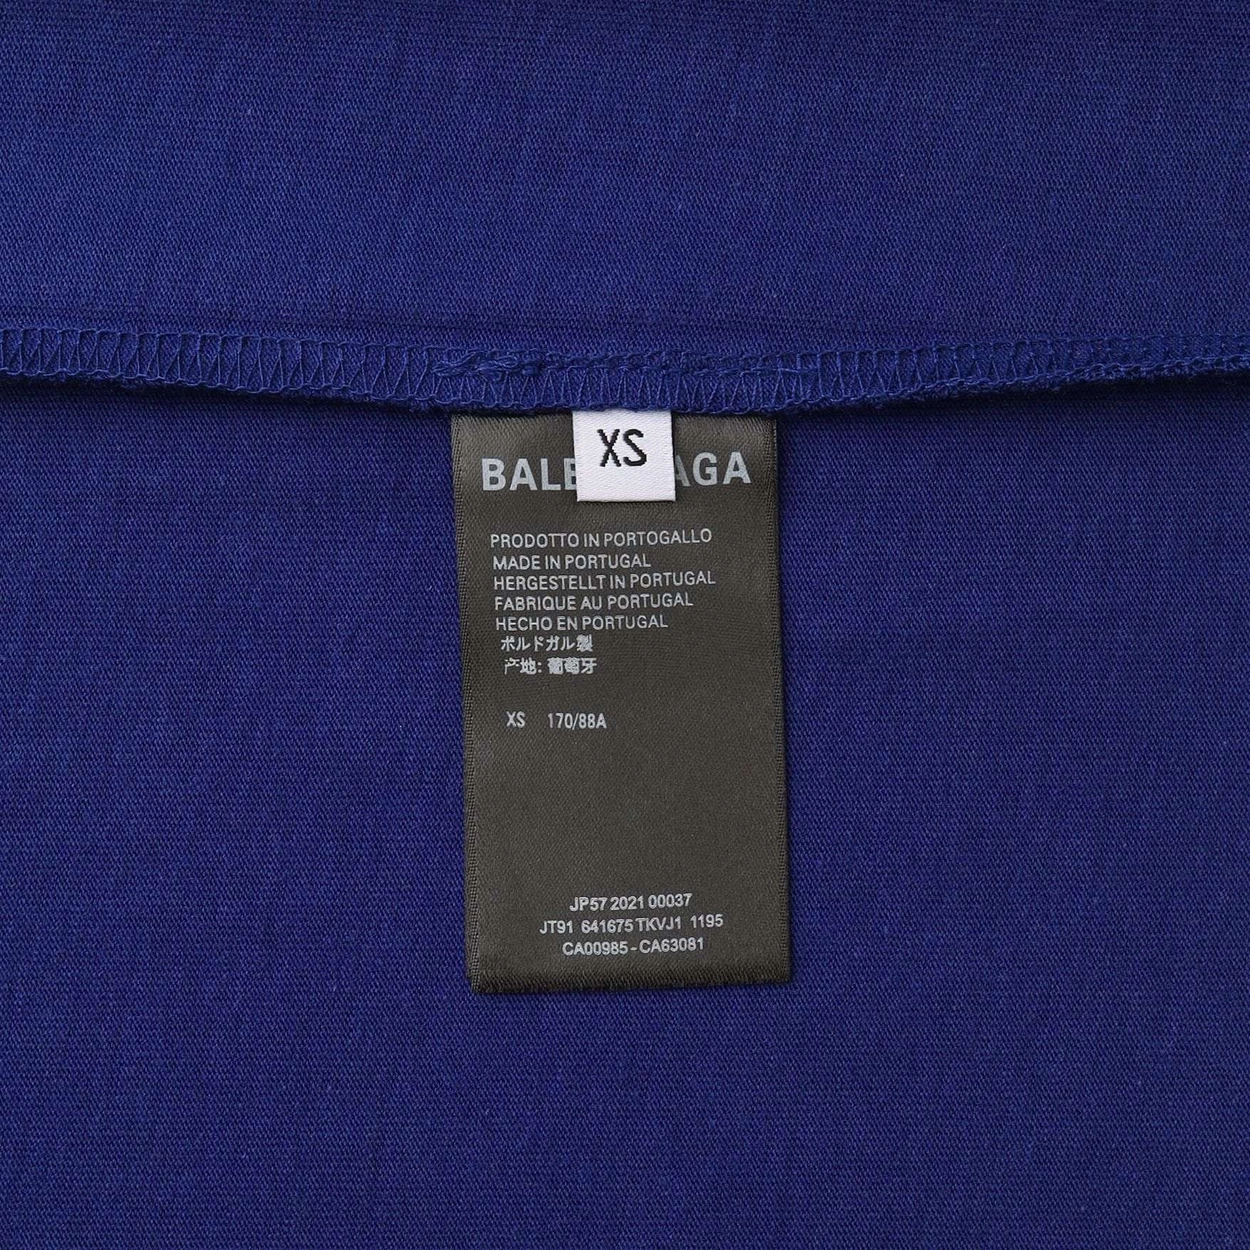 XS
BALE AGA
PRODOTTO IN PORTOGALLO
MADE IN PORTUGAL
HERGESTELLT IN PORTUGAL
FABRIQUE AU PORTUGAL
HECHO EN PORTUGAL
ポルトガル製
产地: 葡萄牙
XS 170/88A
JP57 2021 00037
JT91 641675 TKVJ1 1195
CA00985 - CA63081